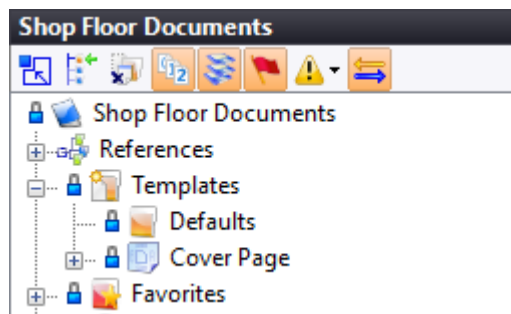 Shop Floor Documents
Shop Floor Documents
References
Templates
Defaults
Cover Page
Favorites